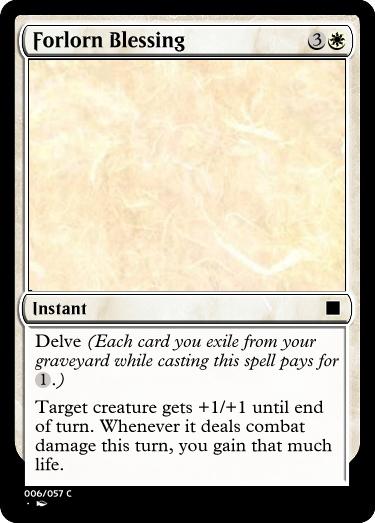 Forlorn Blessing 3
Instant
Delve (Each card you exile from your
graveyard while casting this spell pays for
1.)
Target creature gets +1/+1 until end
of turn. Whenever it deals combat
damage this turn, you gain that much
life.
006/057 C